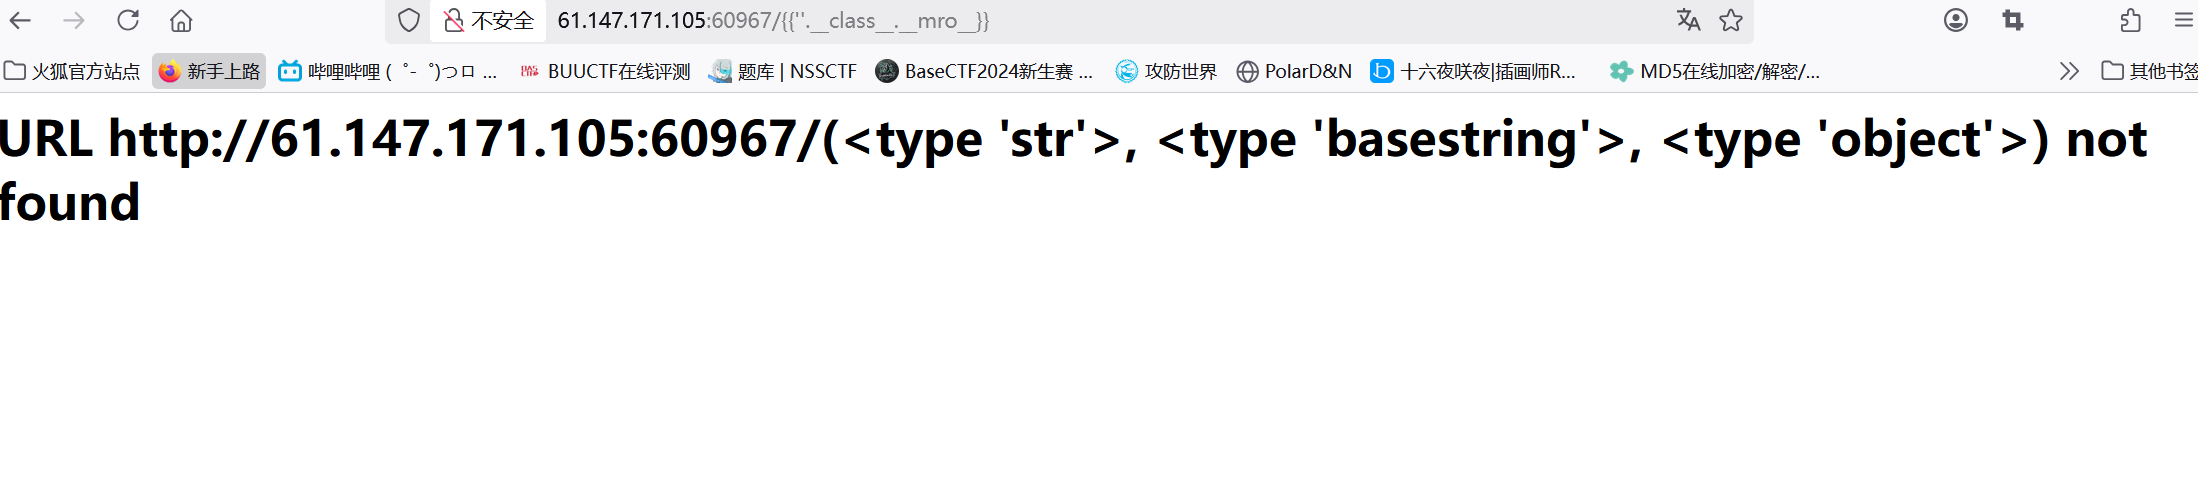 不安全 61.147.171.105:60967/{{''.__class__.__mro__}}
火狐官方站点 新手上路 哔哩哔哩 (゜-゜)つロ ... BUUCTF在线评测 题库 | NSSCTF BaseCTF2024新生赛 ... 攻防世界 PolarD&N 十六夜咲夜|插画师R... MD5在线加密/解密/... 其他书签
URL http://61.147.171.105:60967/(<type 'str'>, <type 'basestring'>, <type 'object'>) not
found